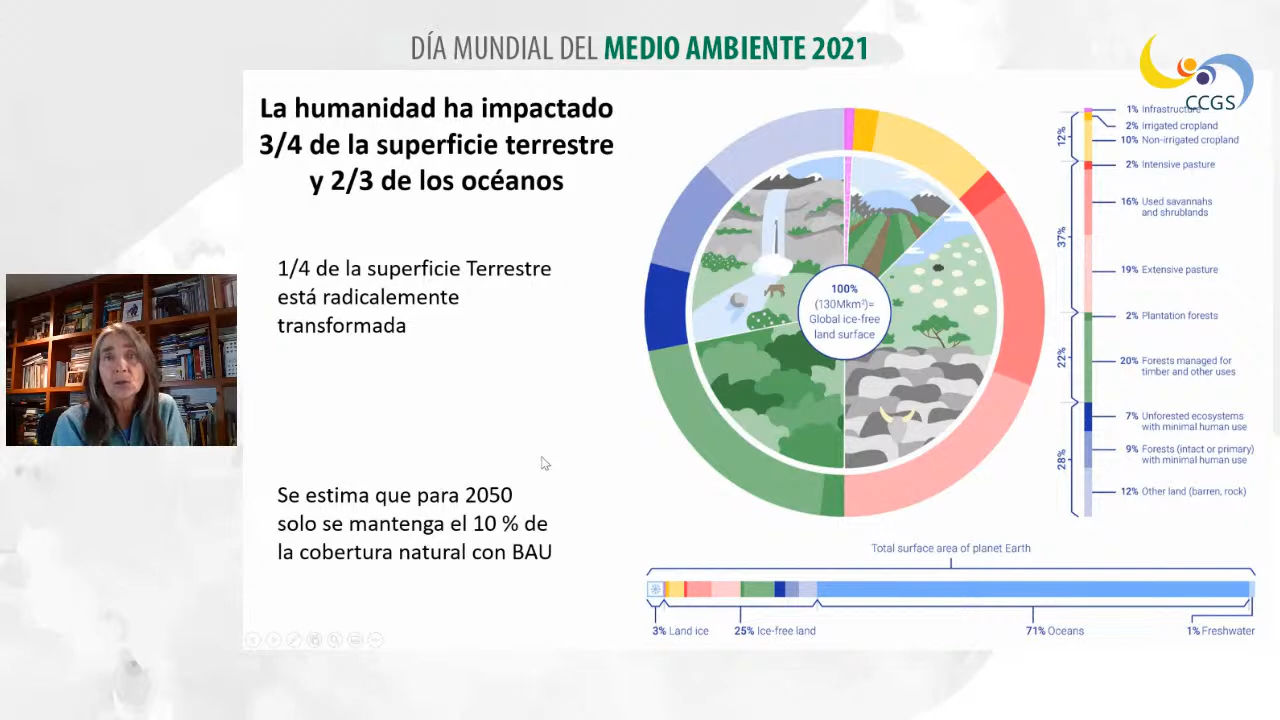 DÍA MUNDIAL DEL MEDIO AMBIENTE 2021
CCGS
La humanidad ha impactado
3/4 de la superficie terrestre
y 2/3 de los océanos
1/4 de la superficie Terrestre
está radicalemente
transformada
Se estima que para 2050
solo se mantenga el 10 % de
la cobertura natural con BAU
100%
(130Mkm²)=
Global ice-free
land surface
12%
1% Infrastructure
2% Irrigated cropland
10% Non-irrigated cropland
37%
2% Intensive pasture
16% Used savannahs
and shrublands
19% Extensive pasture
22%
2% Plantation forests
20% Forests managed for
timber and other uses
28%
7% Unforested ecosystems
with minimal human use
9% Forests (intact or primary)
with minimal human use
12% Other land (barren, rock)
Total surface area of planet Earth
3% Land ice
25% Ice-free land
71% Oceans
1% Freshwater